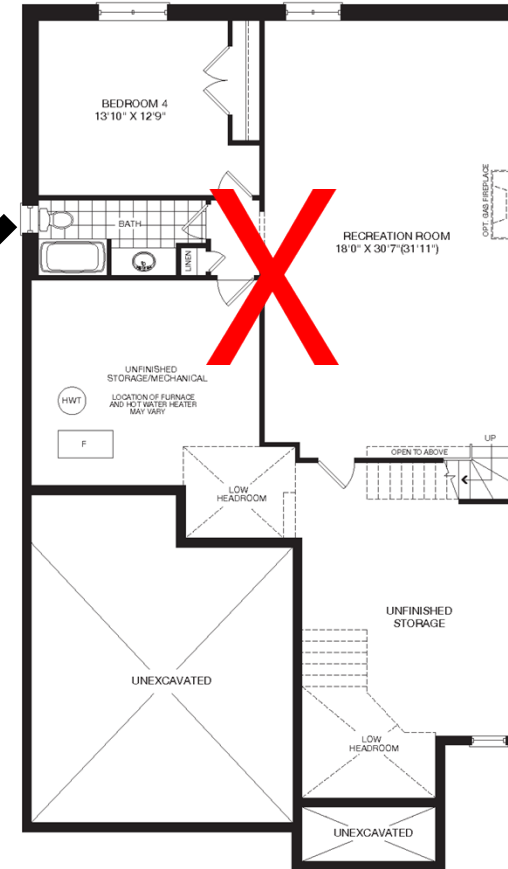 BEDROOM 4
13'10" X 12'9"
BATH
LINEN
OPT. GAS FIREPLACE
RECREATION ROOM
18'0" X 30'7"(31'11")
UNFINISHED
STORAGE/MECHANICAL
LOCATION OF FURNACE
AND HOT WATER HEATER
MAY VARY
HWT
F
UP
OPEN TO ABOVE
LOW
HEADROOM
UNFINISHED
STORAGE
UNEXCAVATED
LOW
HEADROOM
UNEXCAVATED